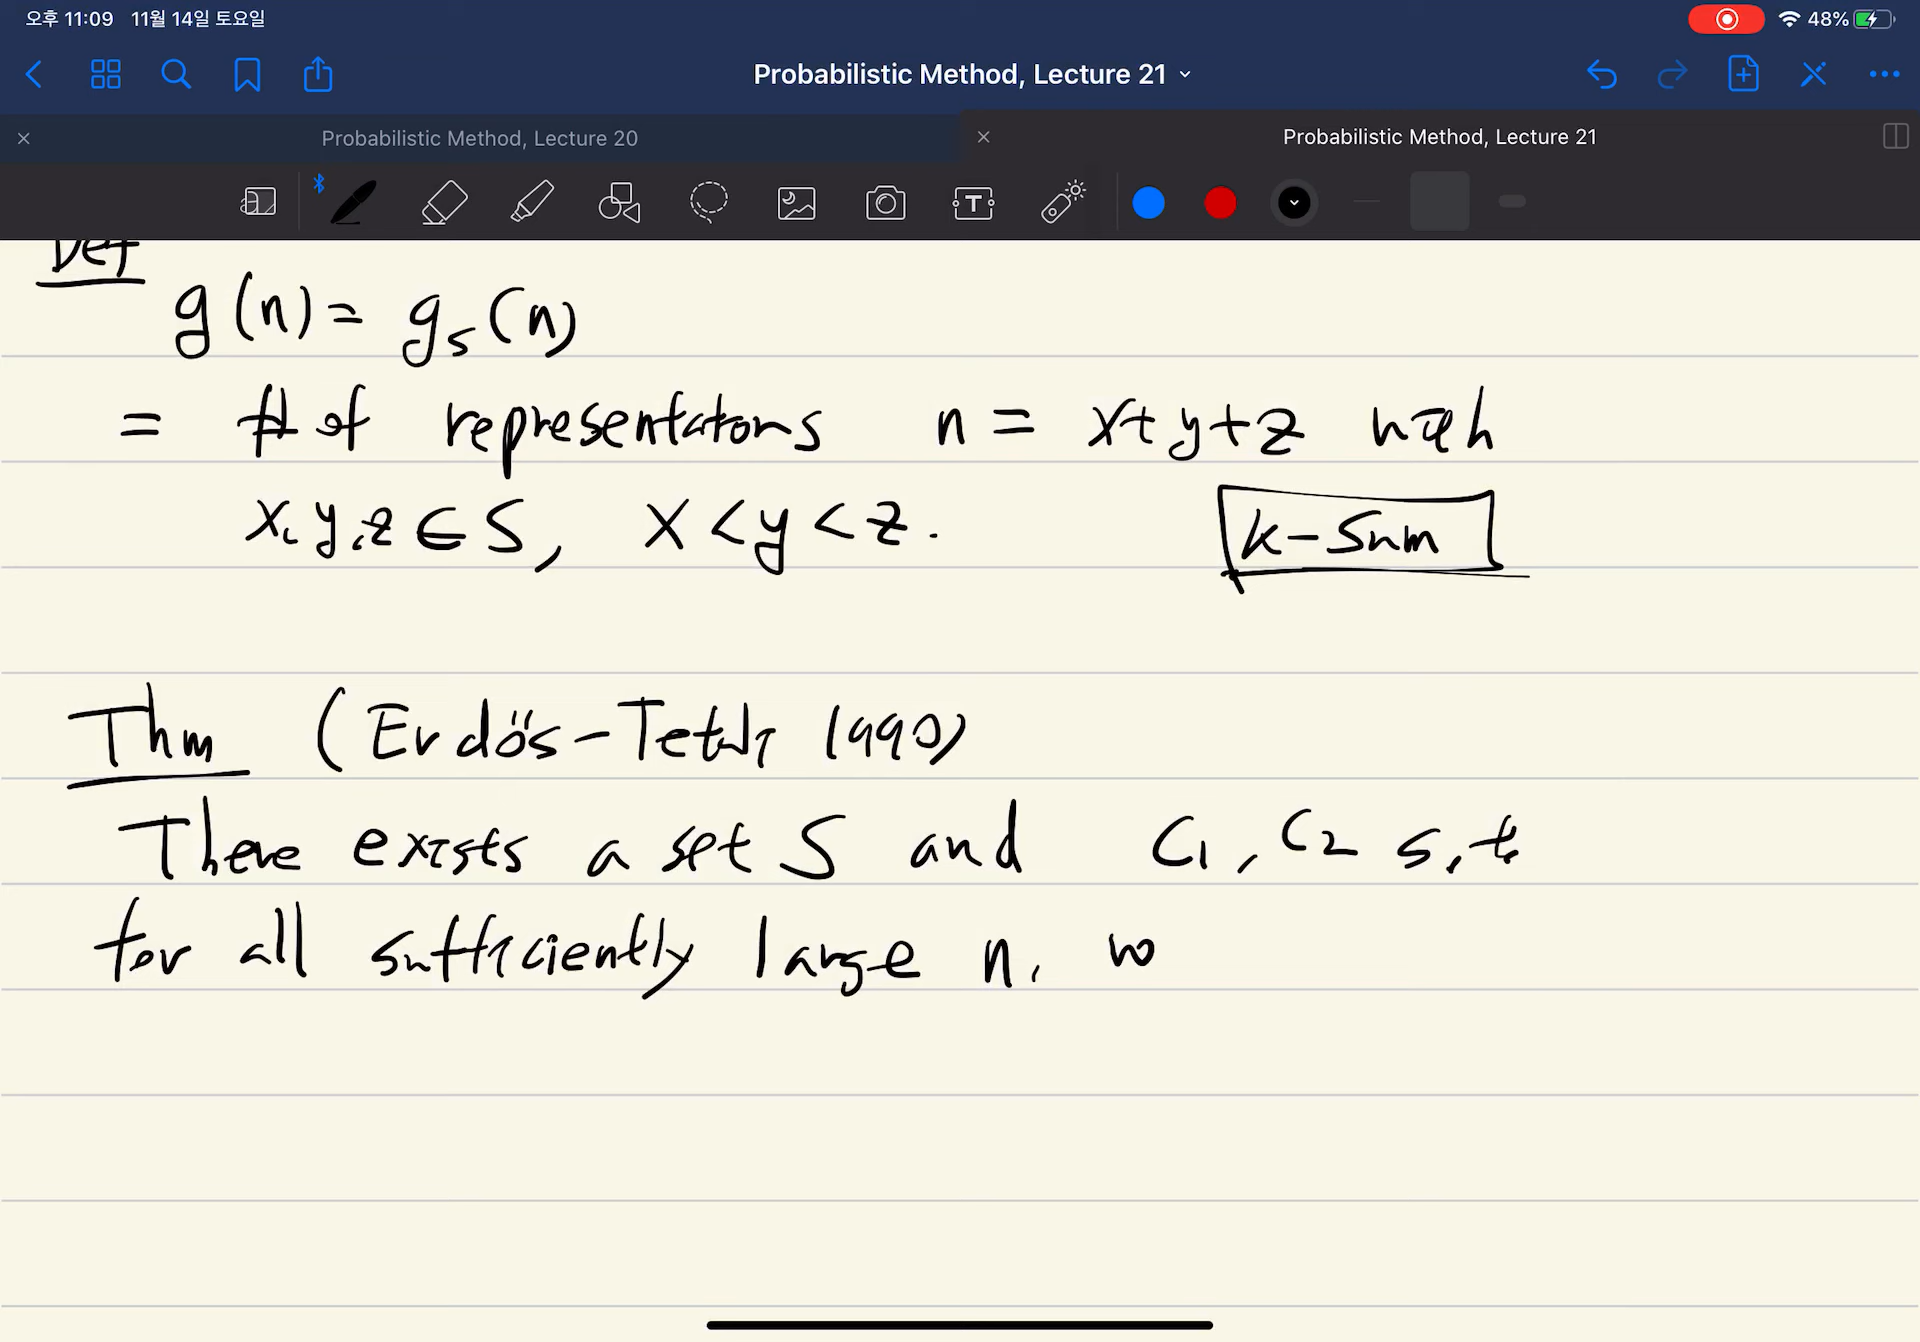 오후 11:09 11월 14일 토요일
48%
Probabilistic Method, Lecture 21
Probabilistic Method, Lecture 20
Probabilistic Method, Lecture 21
Def
g(n) = g_S(n)
= # of representations n = x+y+z with
x, y, z ∈ S, x < y < z.
k-sum
Thm (Erdős-Tetali 1990)
There exists a set S and C1, C2 s.t
for all sufficiently large n, w